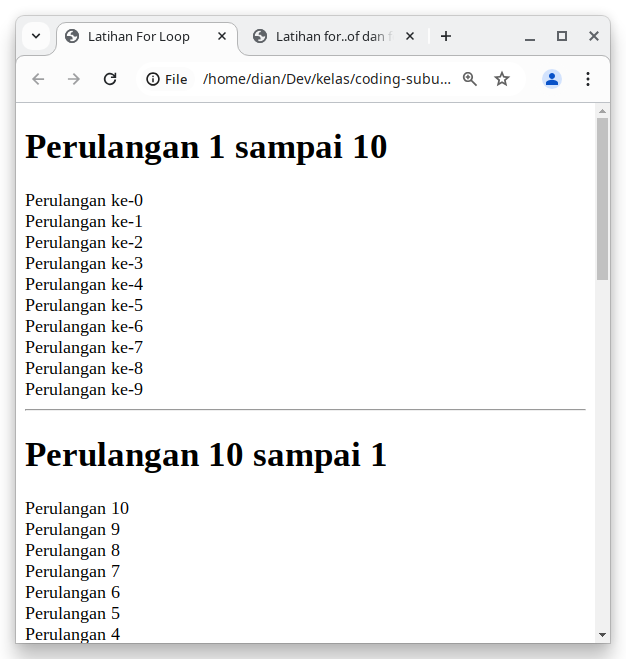 Latihan For Loop
Latihan for..of dan f
File
/home/dian/Dev/kelas/coding-subu...
Perulangan 1 sampai 10
Perulangan ke-0
Perulangan ke-1
Perulangan ke-2
Perulangan ke-3
Perulangan ke-4
Perulangan ke-5
Perulangan ke-6
Perulangan ke-7
Perulangan ke-8
Perulangan ke-9
Perulangan 10 sampai 1
Perulangan 10
Perulangan 9
Perulangan 8
Perulangan 7
Perulangan 6
Perulangan 5
Perulangan 4